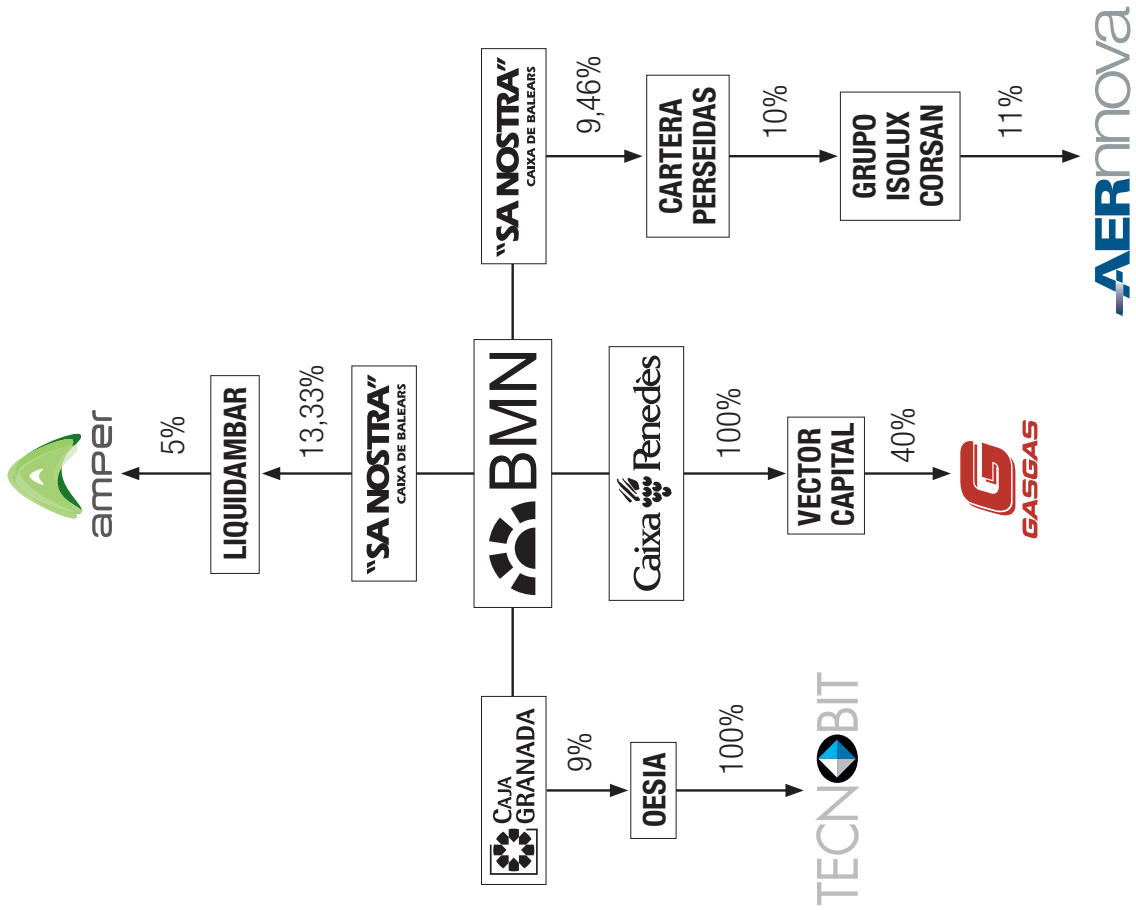 amper
5%
LIQUIDAMBAR
13,33%
"SA NOSTRA"
CAIXA DE BALEARS
BMN
CAJA
GRANADA
9%
OESIA
100%
TECNOBIT
Caixa Penedès
100%
VECTOR
CAPITAL
40%
G
GASGAS
"SA NOSTRA"
CAIXA DE BALEARS
9,46%
CARTERA
PERSEIDAS
10%
GRUPO
ISOLUX
CORSAN
11%
AERnnova